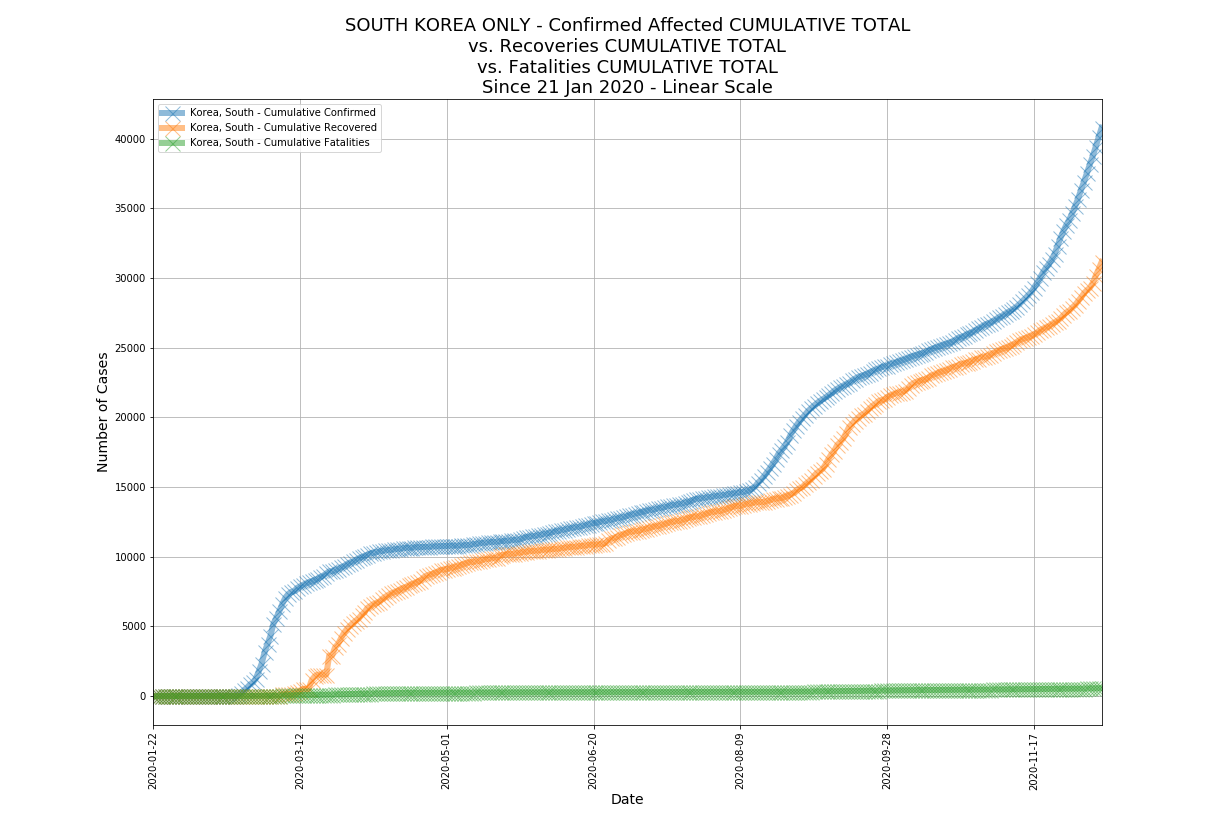 SOUTH KOREA ONLY - Confirmed Affected CUMULATIVE TOTAL
vs. Recoveries CUMULATIVE TOTAL
vs. Fatalities CUMULATIVE TOTAL
Since 21 Jan 2020 - Linear Scale
Korea, South - Cumulative Confirmed
Korea, South - Cumulative Recovered
Korea, South - Cumulative Fatalities
Number of Cases
40000
35000
30000
25000
20000
15000
10000
5000
0
2020-01-22
2020-03-12
2020-05-01
2020-06-20
2020-08-09
2020-09-28
2020-11-17
Date